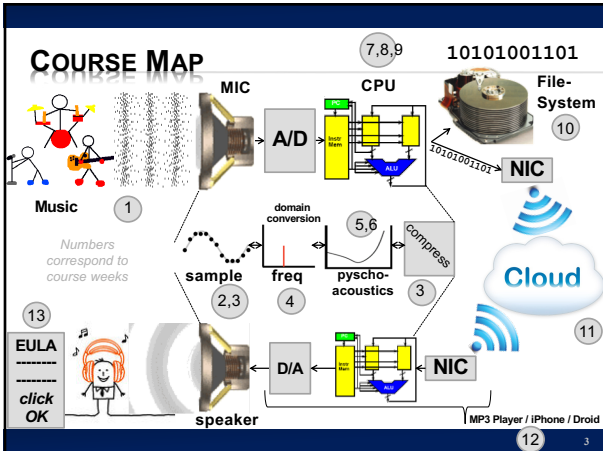 COURSE MAP
7,8,9
10101001101
MIC
CPU
File-
System
10
PC
Instr
Mem
ALU
A/D
10101001101
NIC
Music
1
Numbers
correspond to
course weeks
domain
conversion
5,6
compress
sample
freq
pyscho-
acoustics
2,3
4
3
Cloud
11
13
EULA
--------
--------
click
OK
speaker
D/A
PC
Instr
Mem
ALU
NIC
MP3 Player / iPhone / Droid
12
3